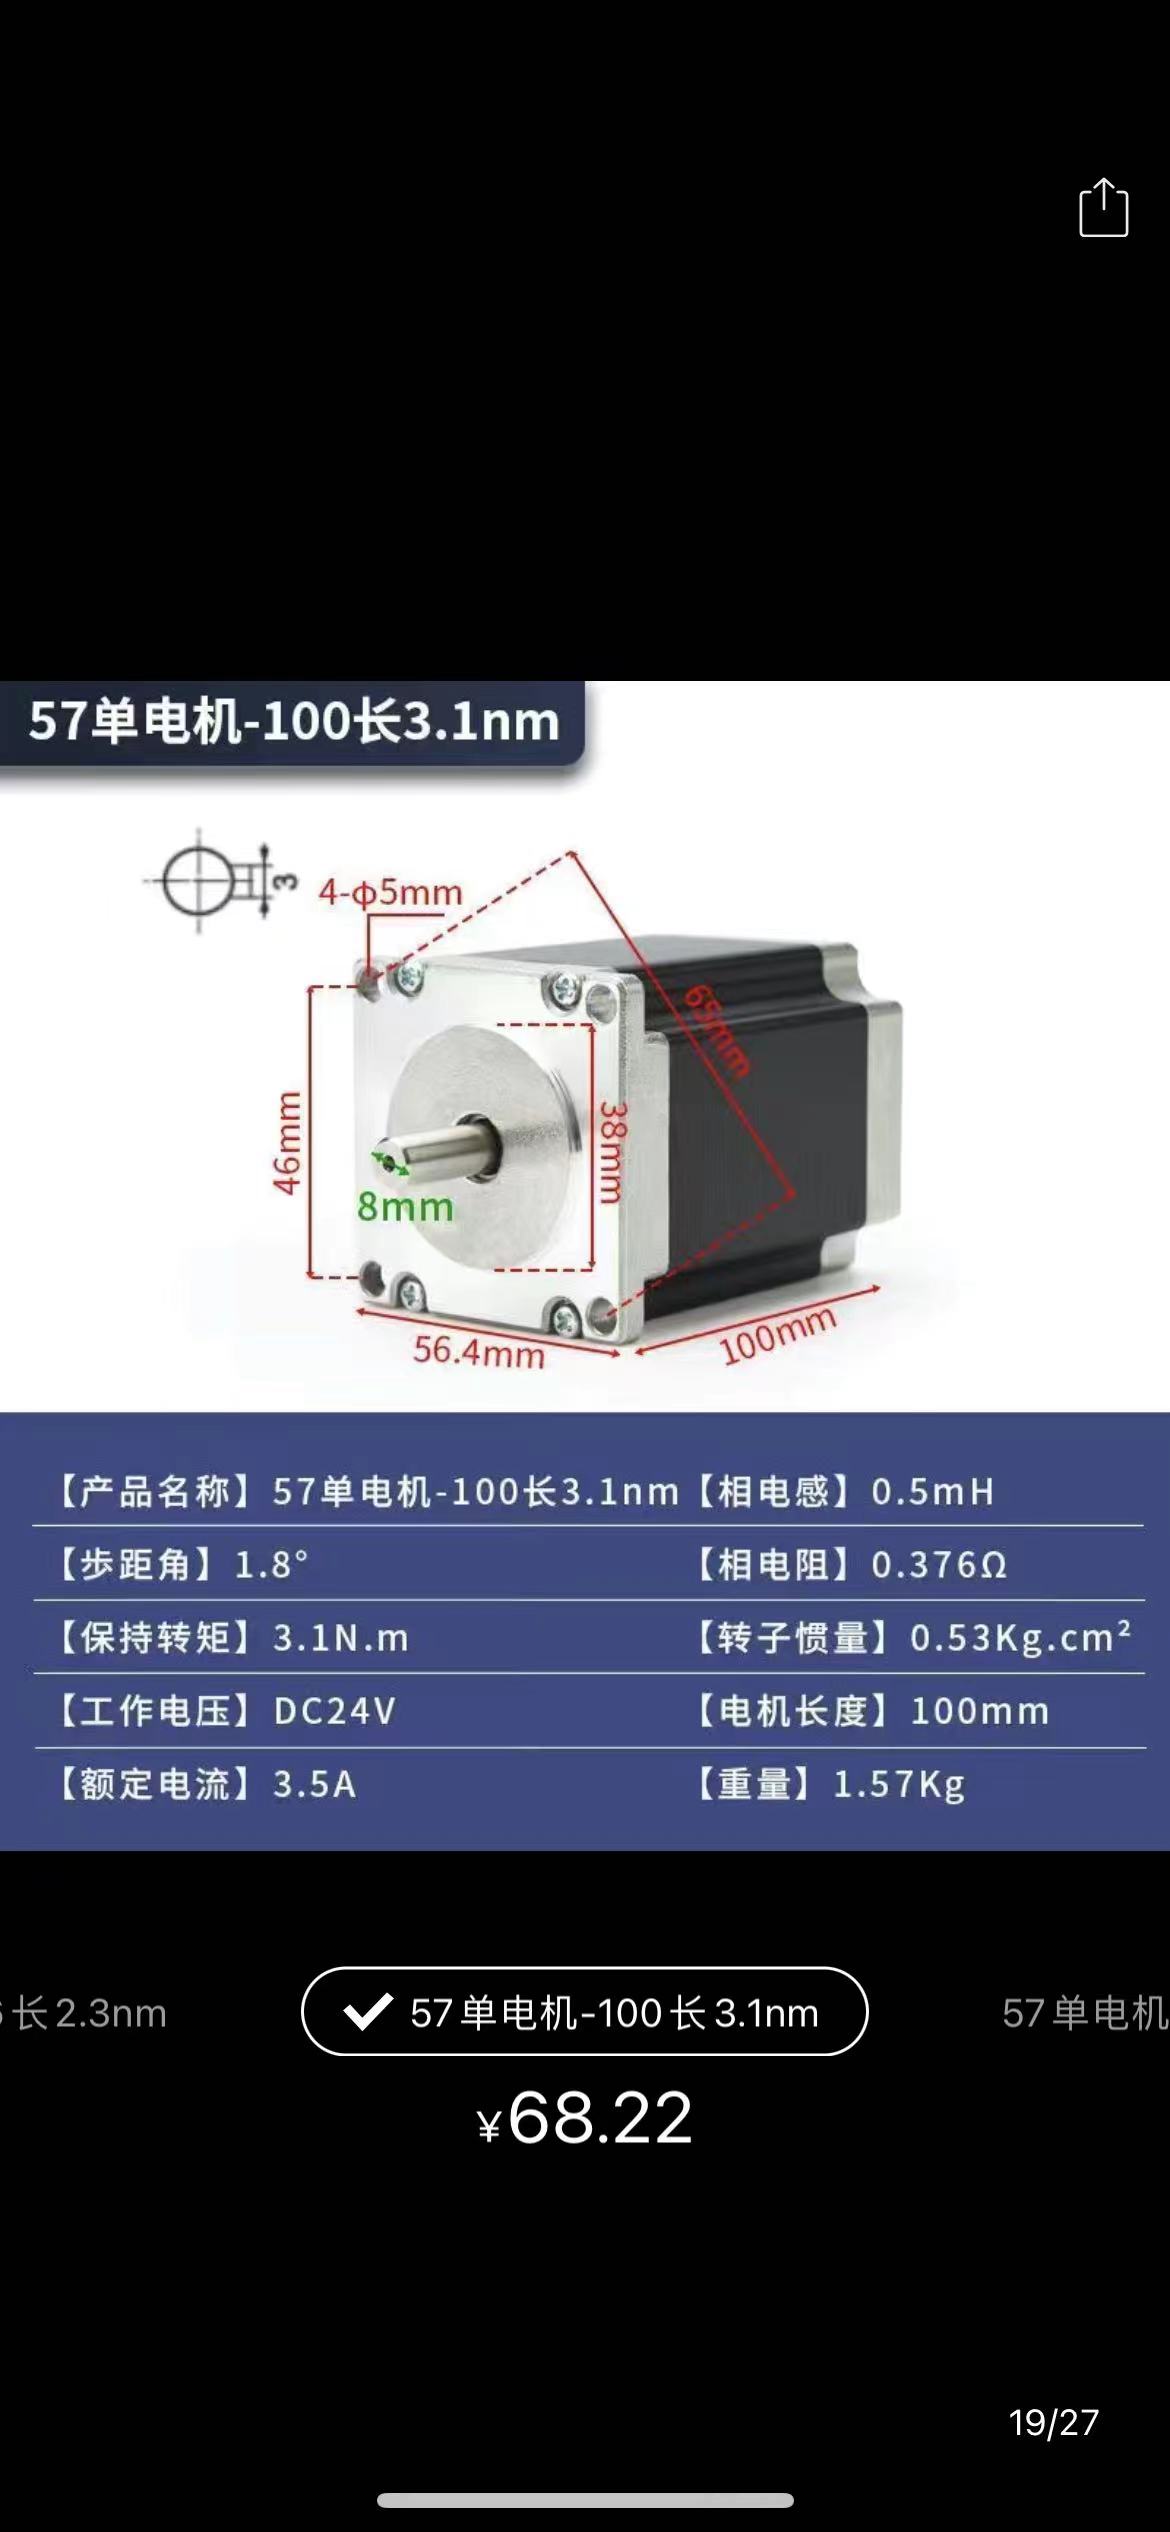 57单电机-100长3.1nm
3
4-ф5mm
65mm
46mm
38mm
8mm
56.4mm
100mm
【产品名称】57单电机-100长3.1nm【相电感】0.5mH
【步距角】1.8°【相电阻】0.376Ω
【保持转矩】3.1N.m【转子惯量】0.53Kg.cm²
【工作电压】DC24V【电机长度】100mm
【额定电流】3.5A【重量】1.57Kg
长2.3nm
57单电机-100长3.1nm
57单电机
¥68.22
19/27